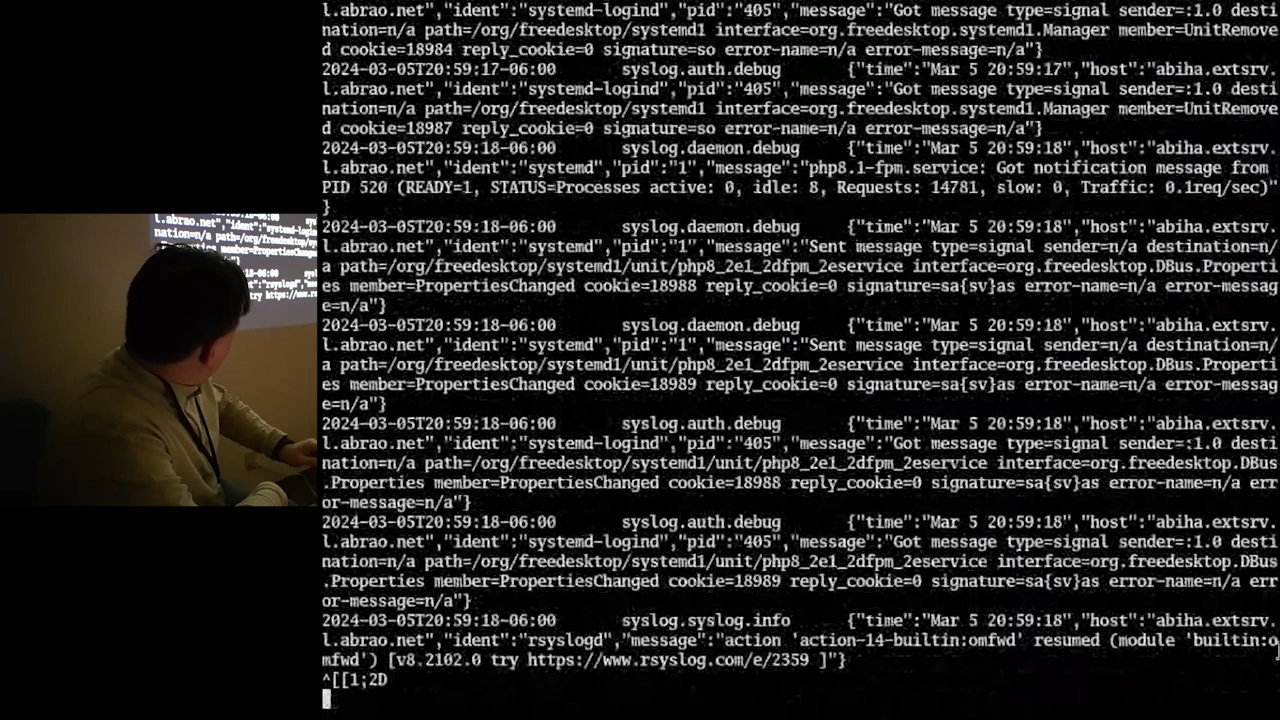 l.abrao.net","ident":"systemd-logind","pid":"405","message":"Got message type=signal sender=:1.0 desti
nation=n/a path=/org/freedesktop/systemd1 interface=org.freedesktop.systemd1.Manager member=UnitRemove
d cookie=18984 reply_cookie=0 signature=so error-name=n/a error-message=n/a"}
2024-03-05T20:59:17-06:00 syslog.auth.debug {"time":"Mar 5 20:59:17","host":"abiha.extsrv.
l.abrao.net","ident":"systemd-logind","pid":"405","message":"Got message type=signal sender=:1.0 desti
nation=n/a path=/org/freedesktop/systemd1 interface=org.freedesktop.systemd1.Manager member=UnitRemove
d cookie=18987 reply_cookie=0 signature=so error-name=n/a error-message=n/a"}
2024-03-05T20:59:18-06:00 syslog.daemon.debug {"time":"Mar 5 20:59:18","host":"abiha.extsrv.
l.abrao.net","ident":"systemd","pid":"1","message":"php8.1-fpm.service: Got notification message from
PID 520 (READY=1, STATUS=Processes active: 0, idle: 8, Requests: 14781, slow: 0, Traffic: 0.1req/sec)"
}
2024-03-05T20:59:18-06:00 syslog.daemon.debug {"time":"Mar 5 20:59:18","host":"abiha.extsrv.
l.abrao.net","ident":"systemd","pid":"1","message":"Sent message type=signal sender=n/a destination=n/
a path=/org/freedesktop/systemd1/unit/php8_2e1_2dfpm_2eservice interface=org.freedesktop.DBus.Properti
es member=PropertiesChanged cookie=18988 reply_cookie=0 signature=sa{sv}as error-name=n/a error-messag
e=n/a"}
2024-03-05T20:59:18-06:00 syslog.daemon.debug {"time":"Mar 5 20:59:18","host":"abiha.extsrv.
l.abrao.net","ident":"systemd","pid":"1","message":"Sent message type=signal sender=n/a destination=n/
a path=/org/freedesktop/systemd1/unit/php8_2e1_2dfpm_2eservice interface=org.freedesktop.DBus.Properti
es member=PropertiesChanged cookie=18989 reply_cookie=0 signature=sa{sv}as error-name=n/a error-messag
e=n/a"}
2024-03-05T20:59:18-06:00 syslog.auth.debug {"time":"Mar 5 20:59:18","host":"abiha.extsrv.
l.abrao.net","ident":"systemd-logind","pid":"405","message":"Got message type=signal sender=:1.0 desti
nation=n/a path=/org/freedesktop/systemd1/unit/php8_2e1_2dfpm_2eservice interface=org.freedesktop.DBus
.Properties member=PropertiesChanged cookie=18988 reply_cookie=0 signature=sa{sv}as error-name=n/a err
or-message=n/a"}
2024-03-05T20:59:18-06:00 syslog.auth.debug {"time":"Mar 5 20:59:18","host":"abiha.extsrv.
l.abrao.net","ident":"systemd-logind","pid":"405","message":"Got message type=signal sender=:1.0 desti
nation=n/a path=/org/freedesktop/systemd1/unit/php8_2e1_2dfpm_2eservice interface=org.freedesktop.DBus
.Properties member=PropertiesChanged cookie=18989 reply_cookie=0 signature=sa{sv}as error-name=n/a err
or-message=n/a"}
2024-03-05T20:59:18-06:00 syslog.syslog.info {"time":"Mar 5 20:59:18","host":"abiha.extsrv.
l.abrao.net","ident":"rsyslogd","message":"action 'action-14-builtin:omfwd' resumed (module 'builtin:o
mfwd') [v8.2102.0 try https://www.rsyslog.com/e/2359 ]"}
^[[1;2D